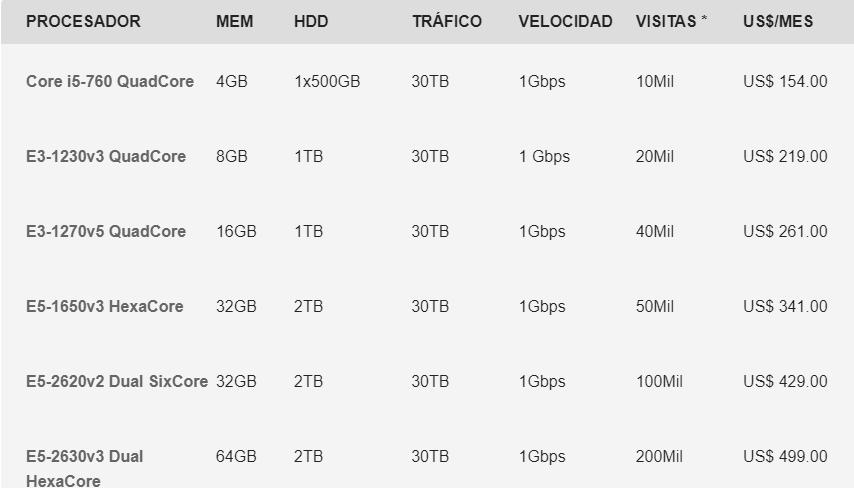 PROCESADOR MEM HDD TRÁFICO VELOCIDAD VISITAS * US$/MES
Core i5-760 QuadCore 4GB 1x500GB 30TB 1Gbps 10Mil US$ 154.00
E3-1230v3 QuadCore 8GB 1TB 30TB 1 Gbps 20Mil US$ 219.00
E3-1270v5 QuadCore 16GB 1TB 30TB 1Gbps 40Mil US$ 261.00
E5-1650v3 HexaCore 32GB 2TB 30TB 1Gbps 50Mil US$ 341.00
E5-2620v2 Dual SixCore 32GB 2TB 30TB 1Gbps 100Mil US$ 429.00
E5-2630v3 Dual 64GB 2TB 30TB 1Gbps 200Mil US$ 499.00
HexaCore